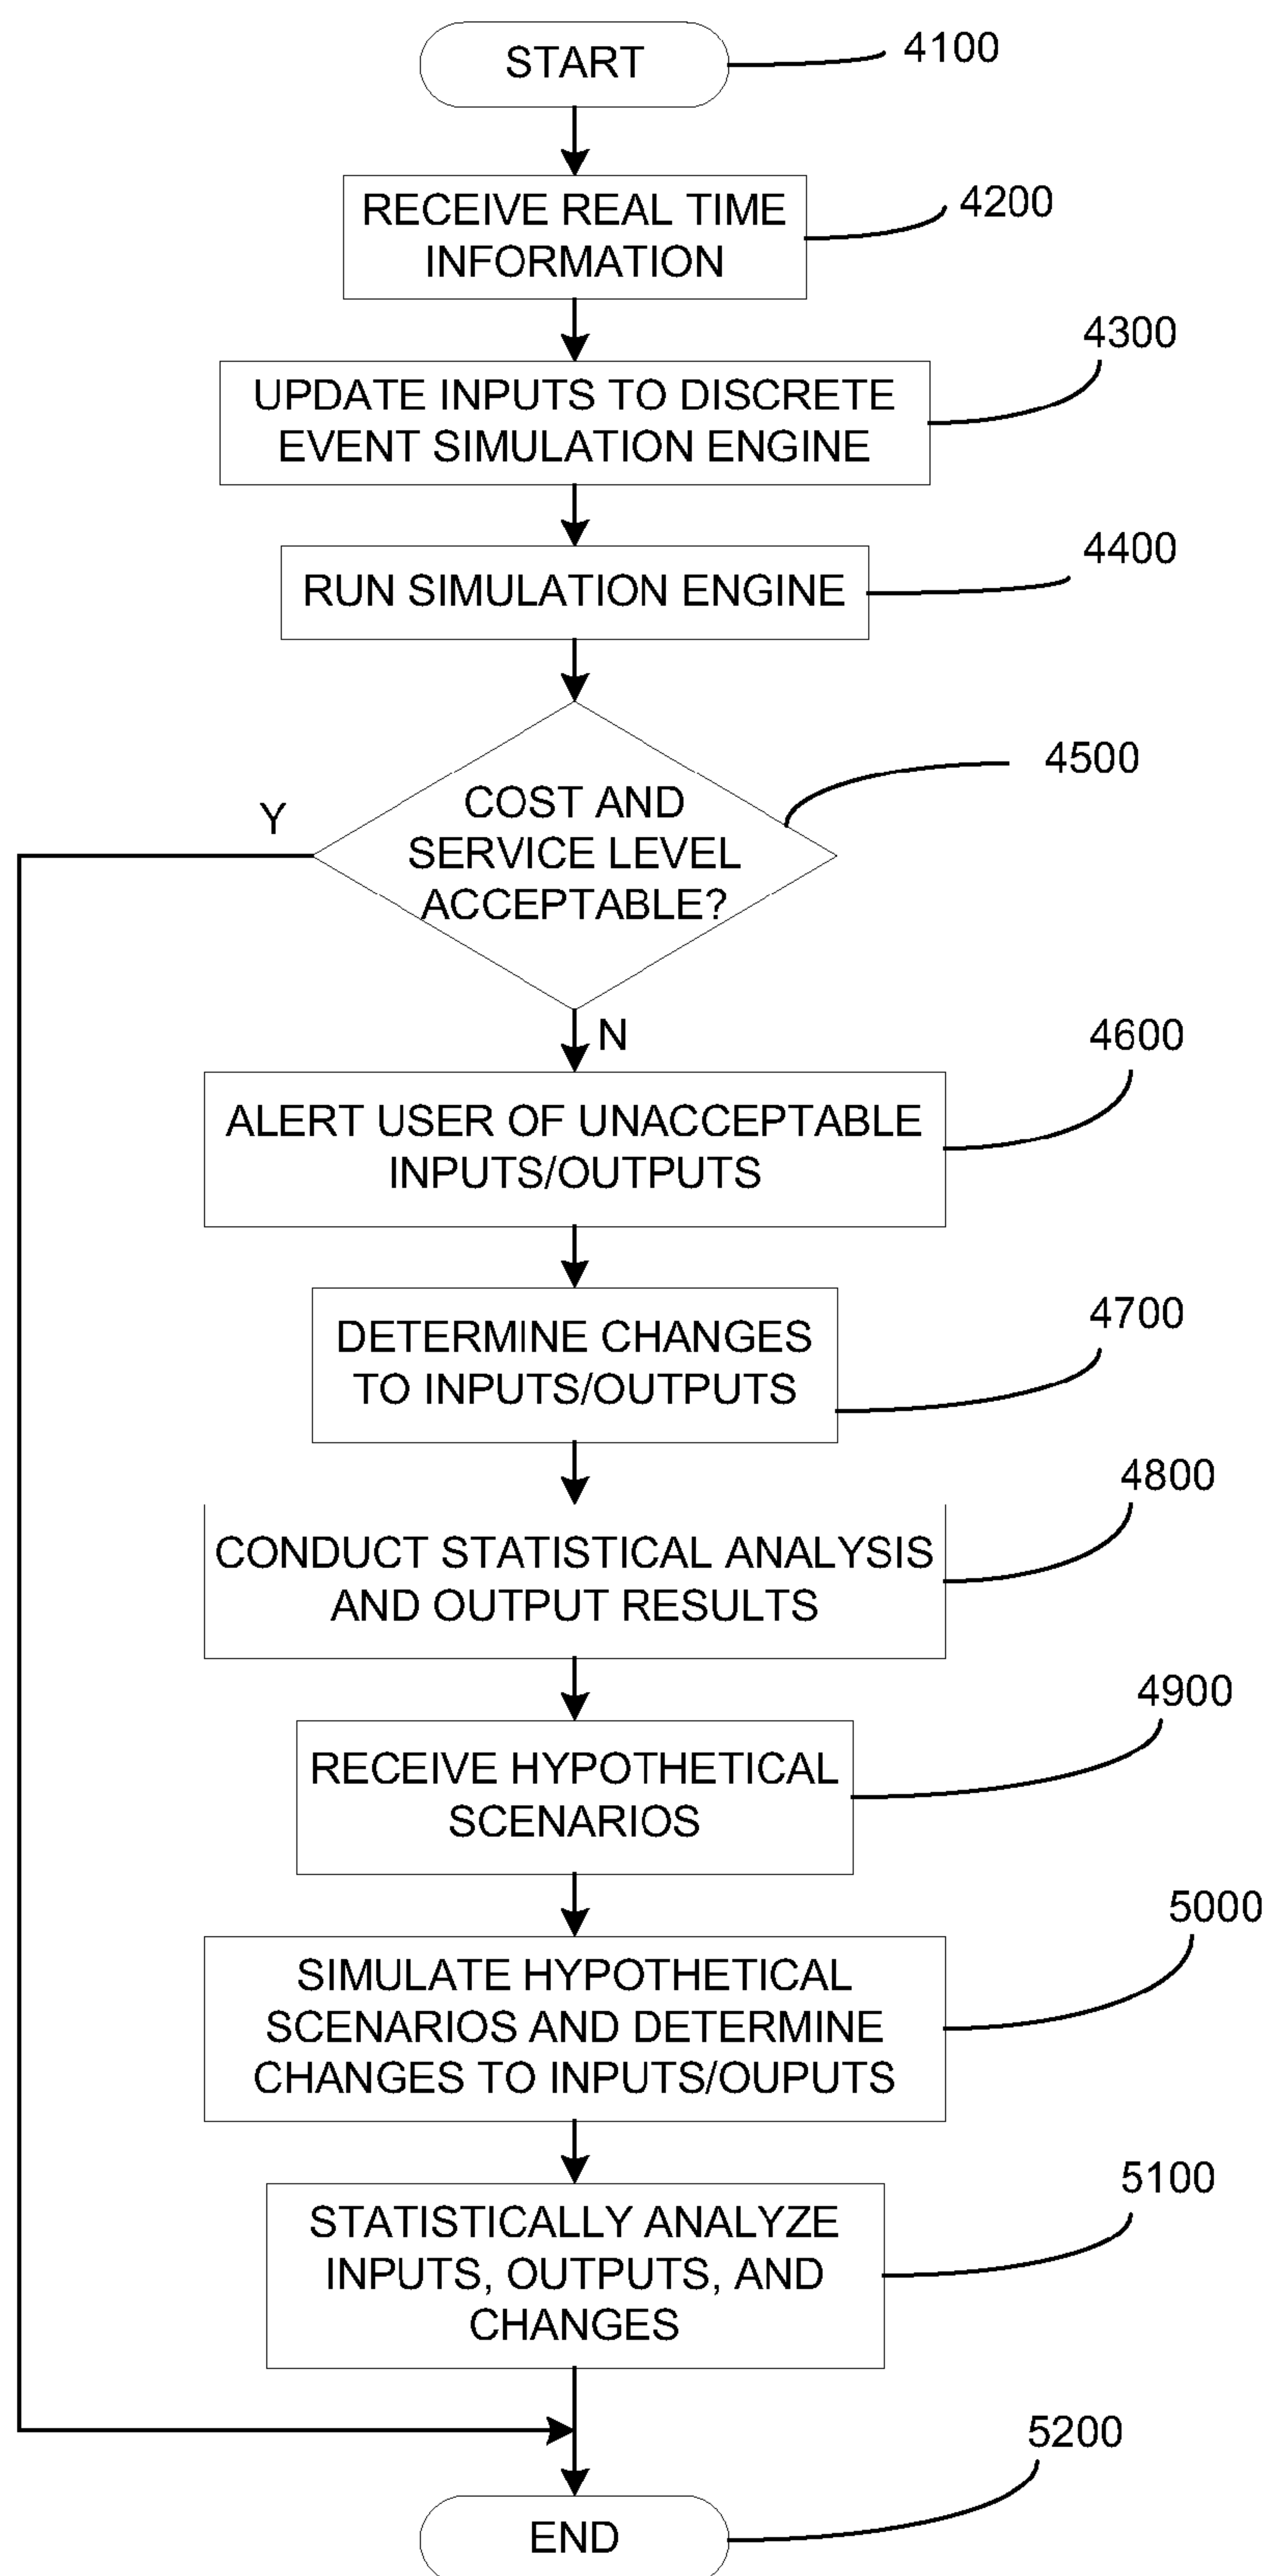 START
4100
RECEIVE REAL TIME
INFORMATION
4200
UPDATE INPUTS TO DISCRETE
EVENT SIMULATION ENGINE
4300
RUN SIMULATION ENGINE
4400
COST AND
SERVICE LEVEL
ACCEPTABLE?
4500
Y
N
ALERT USER OF UNACCEPTABLE
INPUTS/OUTPUTS
4600
DETERMINE CHANGES
TO INPUTS/OUTPUTS
4700
CONDUCT STATISTICAL ANALYSIS
AND OUTPUT RESULTS
4800
RECEIVE HYPOTHETICAL
SCENARIOS
4900
SIMULATE HYPOTHETICAL
SCENARIOS AND DETERMINE
CHANGES TO INPUTS/OUPUTS
5000
STATISTICALLY ANALYZE
INPUTS, OUTPUTS, AND
CHANGES
5100
END
5200